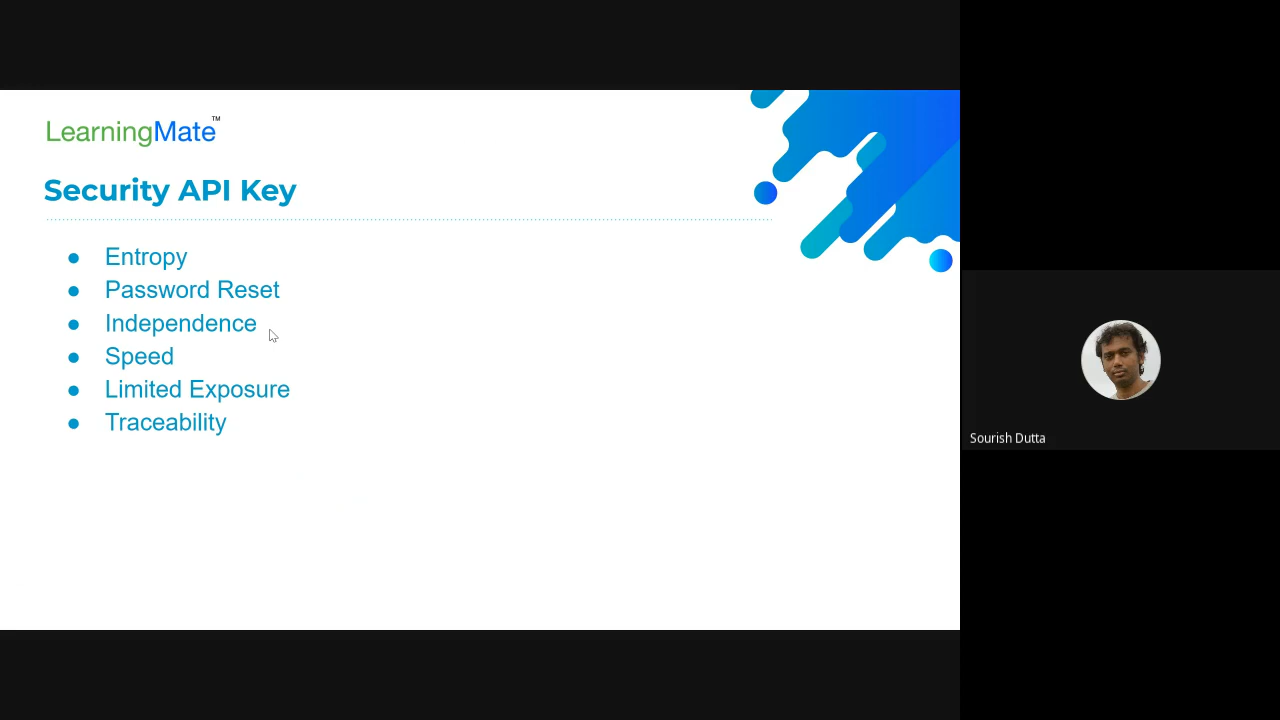 LearningMate™
Security API Key
● Entropy
● Password Reset
● Independence
● Speed
● Limited Exposure
● Traceability
Sourish Dutta